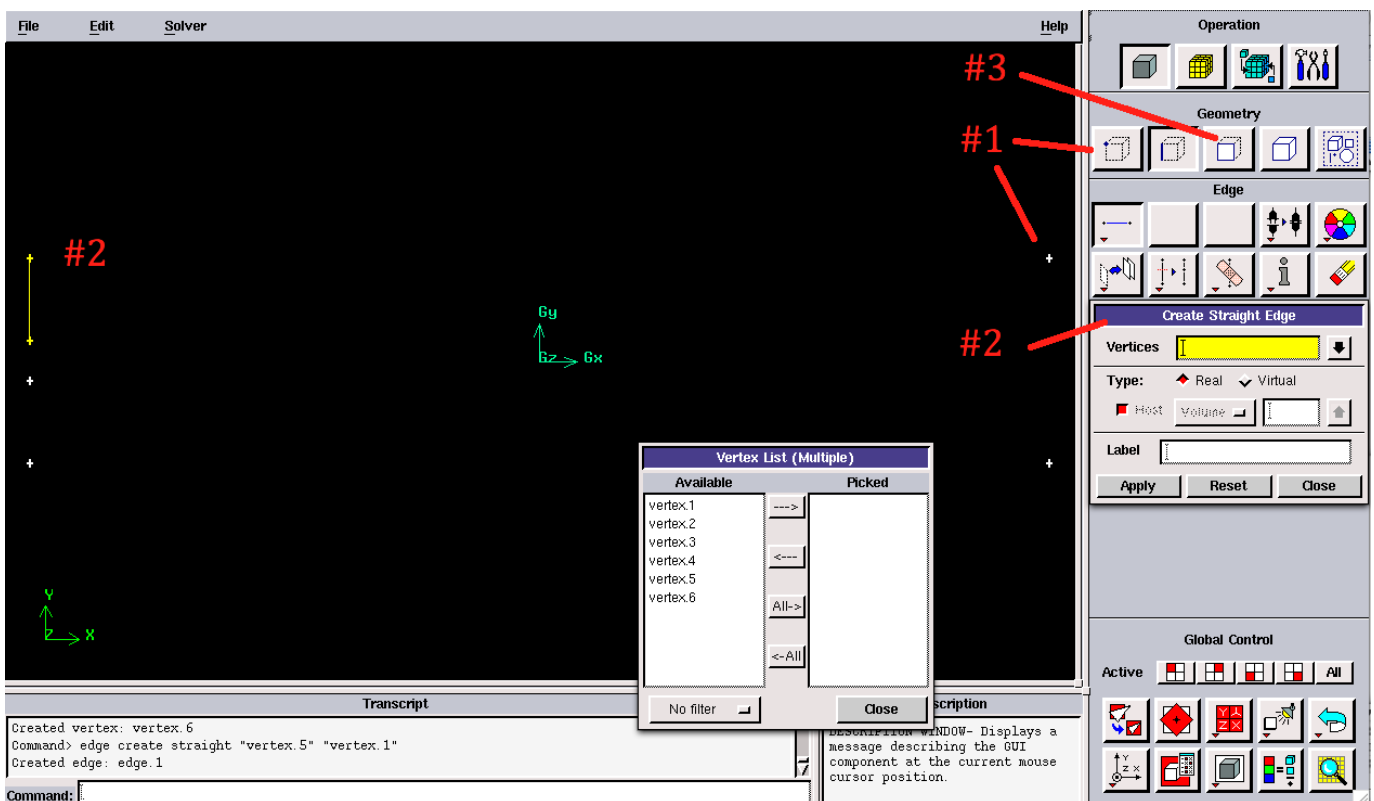 File Edit Solver Help
Operation
#3
Geometry
#1
Edge
#2
Gy
Gz Gx
Create Straight Edge
#2
Vertices
Type: Real Virtual
Host Volume
Label
Apply Reset Close
Vertex List (Multiple)
Available Picked
vertex.1
--->
vertex.2
vertex.3
<---
vertex.4
vertex.5
vertex.6
All->
<-All
No filter Close
Y
Z X
Global Control
Active All
Transcript
Created vertex: vertex.6
Command> edge create straight "vertex.5" "vertex.1"
Created edge: edge.1
Command:
scription
DESCRIPTION WINDOW- Displays a
message describing the GUI
component at the current mouse
cursor position.
Y X
Z X
Y
Z X